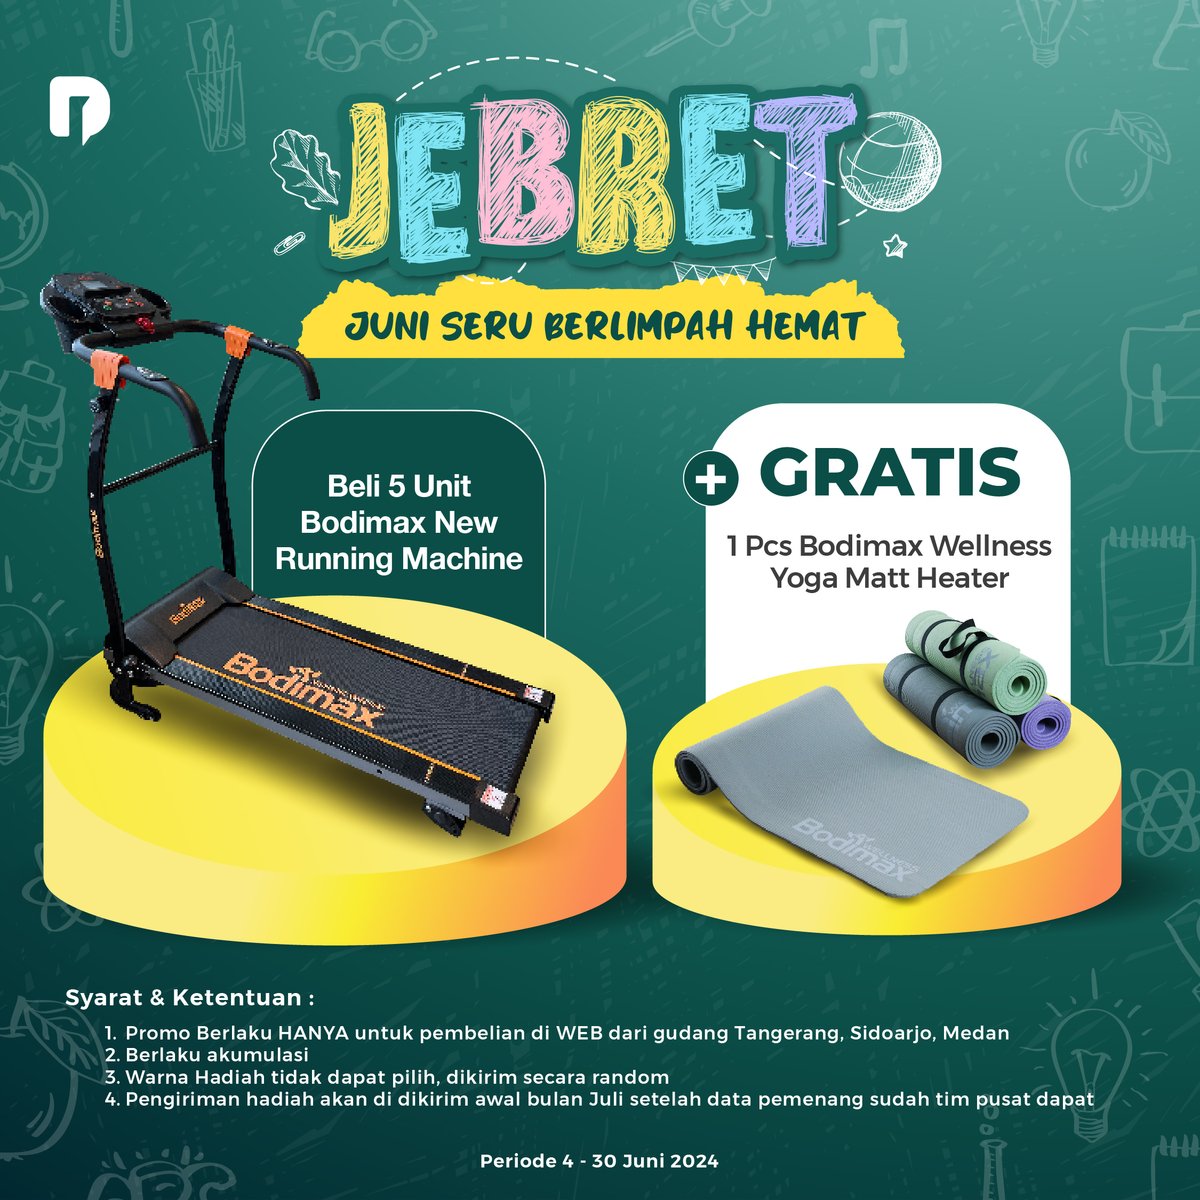 JEBRET
JUNI SERU BERLIMPAH HEMAT
Beli 5 Unit
Bodimax New
Running Machine
+ GRATIS
1 Pcs Bodimax Wellness
Yoga Matt Heater
Bodimax
Bodimax
Bodimax
WELLNESS
Bodimax
Syarat & Ketentuan :
1. Promo Berlaku HANYA untuk pembelian di WEB dari gudang Tangerang, Sidoarjo, Medan
2. Berlaku akumulasi
3. Warna Hadiah tidak dapat pilih, dikirim secara random
4. Pengiriman hadiah akan di dikirim awal bulan Juli setelah data pemenang sudah tim pusat dapat
Periode 4 - 30 Juni 2024